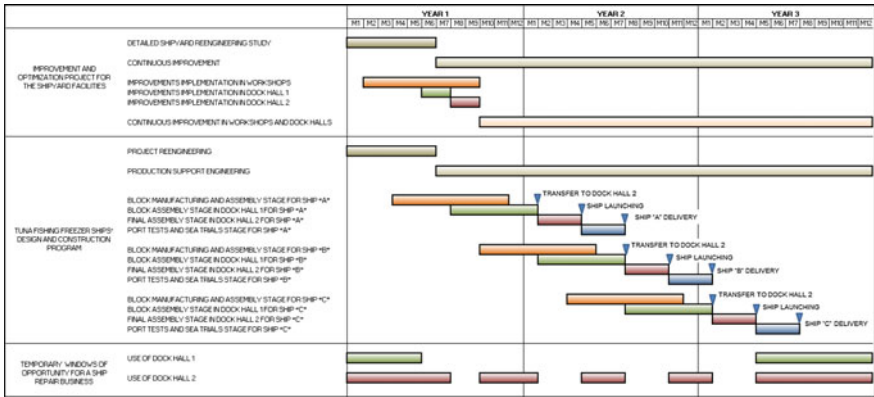 YEAR 1 YEAR 2 YEAR 3
M1 M2 M3 M4 M5 M6 M7 M8 M9 M10 M11 M12 M1 M2 M3 M4 M5 M6 M7 M8 M9 M10 M11 M12 M1 M2 M3 M4 M5 M6 M7 M8 M9 M10 M11 M12
IMPROVEMENT AND
OPTIMIZATION PROJECT FOR
THE SHIPYARD FACILITIES
DETAILED SHIPYARD REENGINEERING STUDY
CONTINUOUS IMPROVEMENT
IMPROVEMENTS IMPLEMENTATION IN WORKSHOPS
IMPROVEMENTS IMPLEMENTATION IN DOCK HALL 1
IMPROVEMENTS IMPLEMENTATION IN DOCK HALL 2
CONTINUOUS IMPROVEMENT IN WORKSHOPS AND DOCK HALLS
TUNA FISHING FREEZER SHIPS'
DESIGN AND CONSTRUCTION
PROGRAM
PROJECT REENGINEERING
PRODUCTION SUPPORT ENGINEERING
BLOCK MANUFACTURING AND ASSEMBLY STAGE FOR SHIP "A"
BLOCK ASSEMBLY STAGE IN DOCK HALL 1 FOR SHIP "A"
FINAL ASSEMBLY STAGE IN DOCK HALL 2 FOR SHIP "A"
PORT TESTS AND SEA TRIALS STAGE FOR SHIP "A"
TRANSFER TO DOCK HALL 2
SHIP LAUNCHING
SHIP "A" DELIVERY
BLOCK MANUFACTURING AND ASSEMBLY STAGE FOR SHIP "B"
BLOCK ASSEMBLY STAGE IN DOCK HALL 1 FOR SHIP "B"
FINAL ASSEMBLY STAGE IN DOCK HALL 2 FOR SHIP "B"
PORT TESTS AND SEA TRIALS STAGE FOR SHIP "B"
TRANSFER TO DOCK HALL 2
SHIP LAUNCHING
SHIP "B" DELIVERY
BLOCK MANUFACTURING AND ASSEMBLY STAGE FOR SHIP "C"
BLOCK ASSEMBLY STAGE IN DOCK HALL 1 FOR SHIP "C"
FINAL ASSEMBLY STAGE IN DOCK HALL 2 FOR SHIP "C"
PORT TESTS AND SEA TRIALS STAGE FOR SHIP "C"
TRANSFER TO DOCK HALL 2
SHIP LAUNCHING
SHIP "C" DELIVERY
TEMPORARY WINDOWS OF
OPPORTUNITY FOR A SHIP
REPAIR BUSINESS
USE OF DOCK HALL 1
USE OF DOCK HALL 2